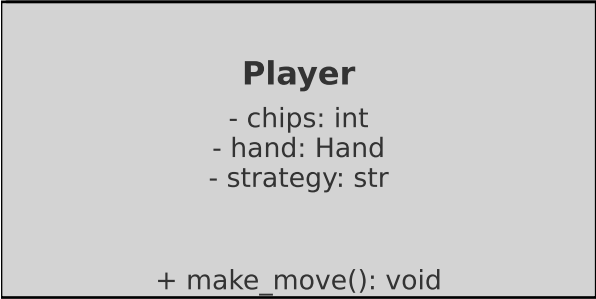 Player
- chips: int
- hand: Hand
- strategy: str
+ make_move(): void